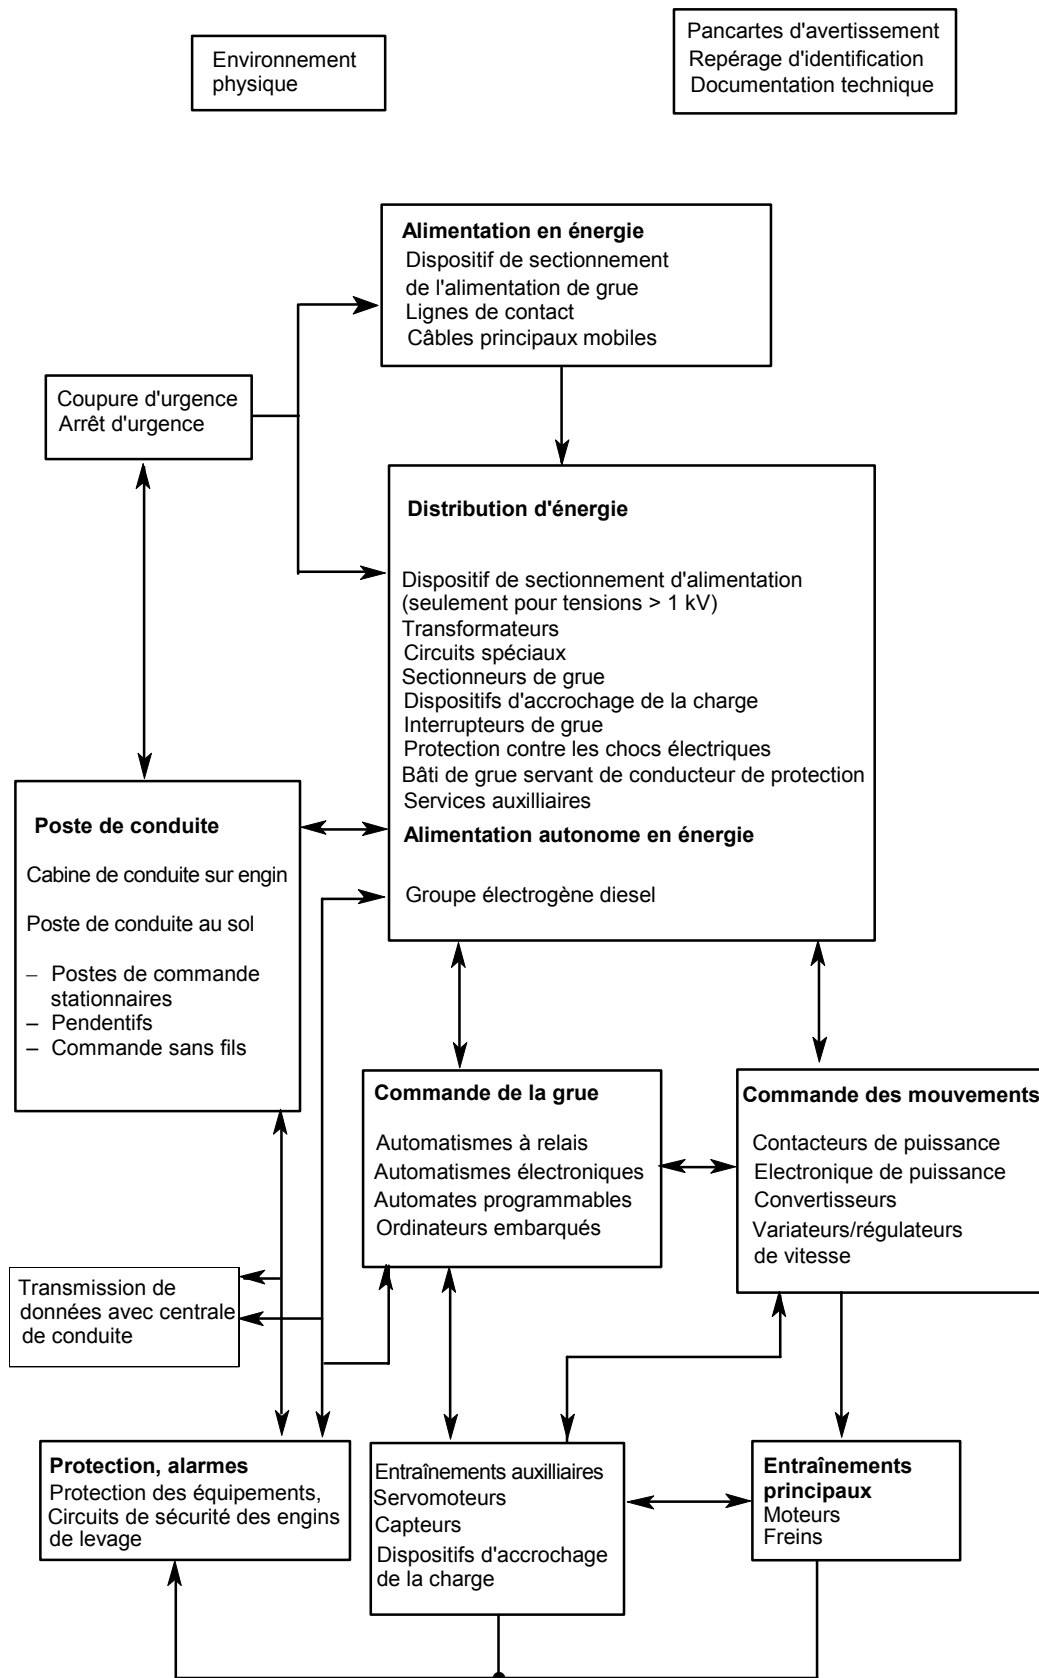 Environnement
physique
Pancartes d'avertissement
Repérage d'identification
Documentation technique
Alimentation en énergie
Dispositif de sectionnement
de l'alimentation de grue
Lignes de contact
Câbles principaux mobiles
Coupure d'urgence
Arrêt d'urgence
Distribution d'énergie
Dispositif de sectionnement d'alimentation
(seulement pour tensions > 1 kV)
Transformateurs
Circuits spéciaux
Sectionneurs de grue
Dispositifs d'accrochage de la charge
Interrupteurs de grue
Protection contre les chocs électriques
Bâti de grue servant de conducteur de protection
Services auxilliaires
Alimentation autonome en énergie
Groupe électrogène diesel
Poste de conduite
Cabine de conduite sur engin
Poste de conduite au sol
– Postes de commande
stationnaires
– Pendentifs
– Commande sans fils
Commande de la grue
Automatismes à relais
Automatismes électroniques
Automates programmables
Ordinateurs embarqués
Commande des mouvements
Contacteurs de puissance
Electronique de puissance
Convertisseurs
Variateurs/régulateurs
de vitesse
Transmission de
données avec centrale
de conduite
Protection, alarmes
Protection des équipements,
Circuits de sécurité des engins
de levage
Entraînements auxilliaires
Servomoteurs
Capteurs
Dispositifs d'accrochage
de la charge
Entraînements
principaux
Moteurs
Freins